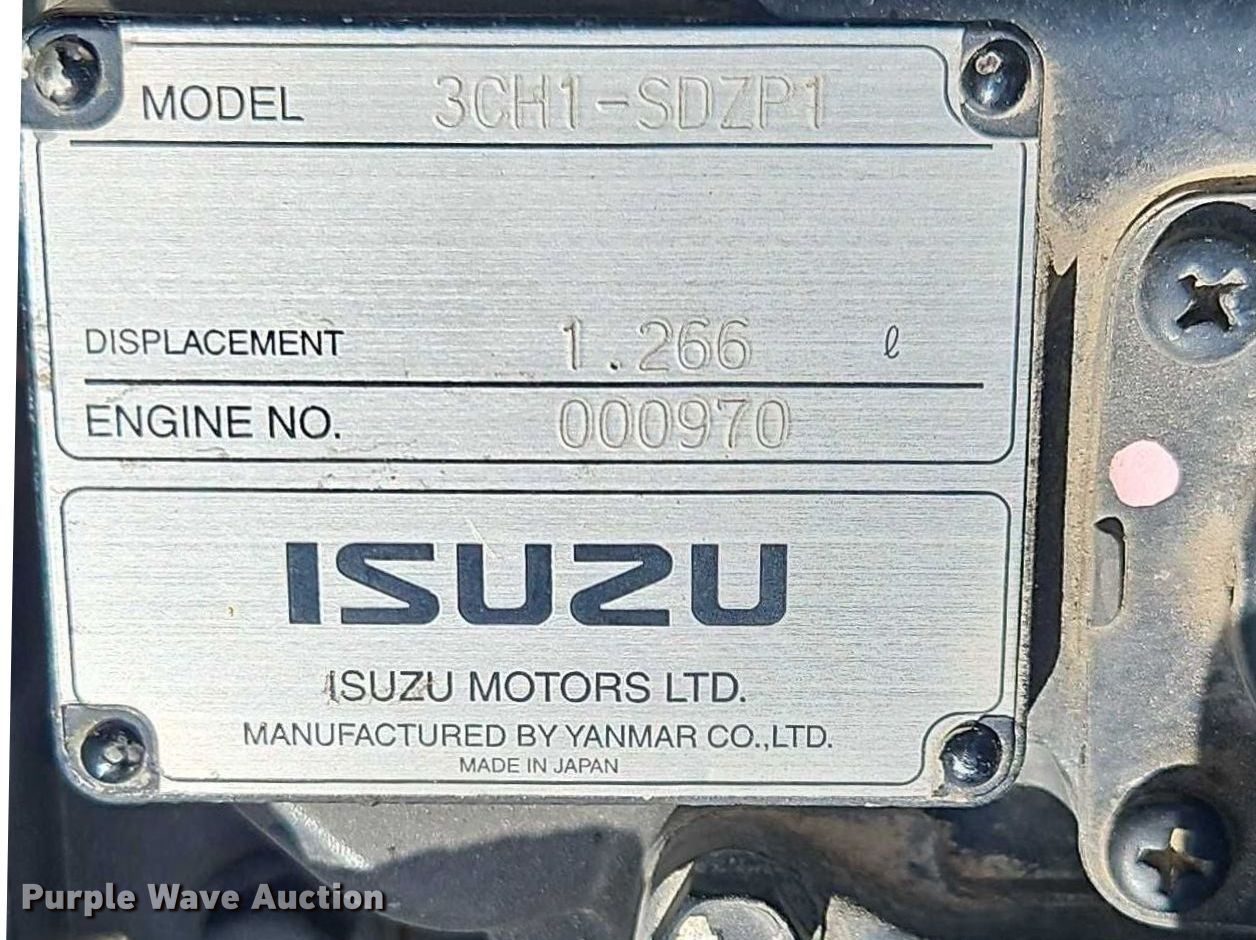 MODEL 3CH1-SDZP1
DISPLACEMENT 1.266 ℓ
ENGINE NO. 000970
ISUZU
ISUZU MOTORS LTD.
MANUFACTURED BY YANMAR CO.,LTD.
MADE IN JAPAN
Purple Wave Auction